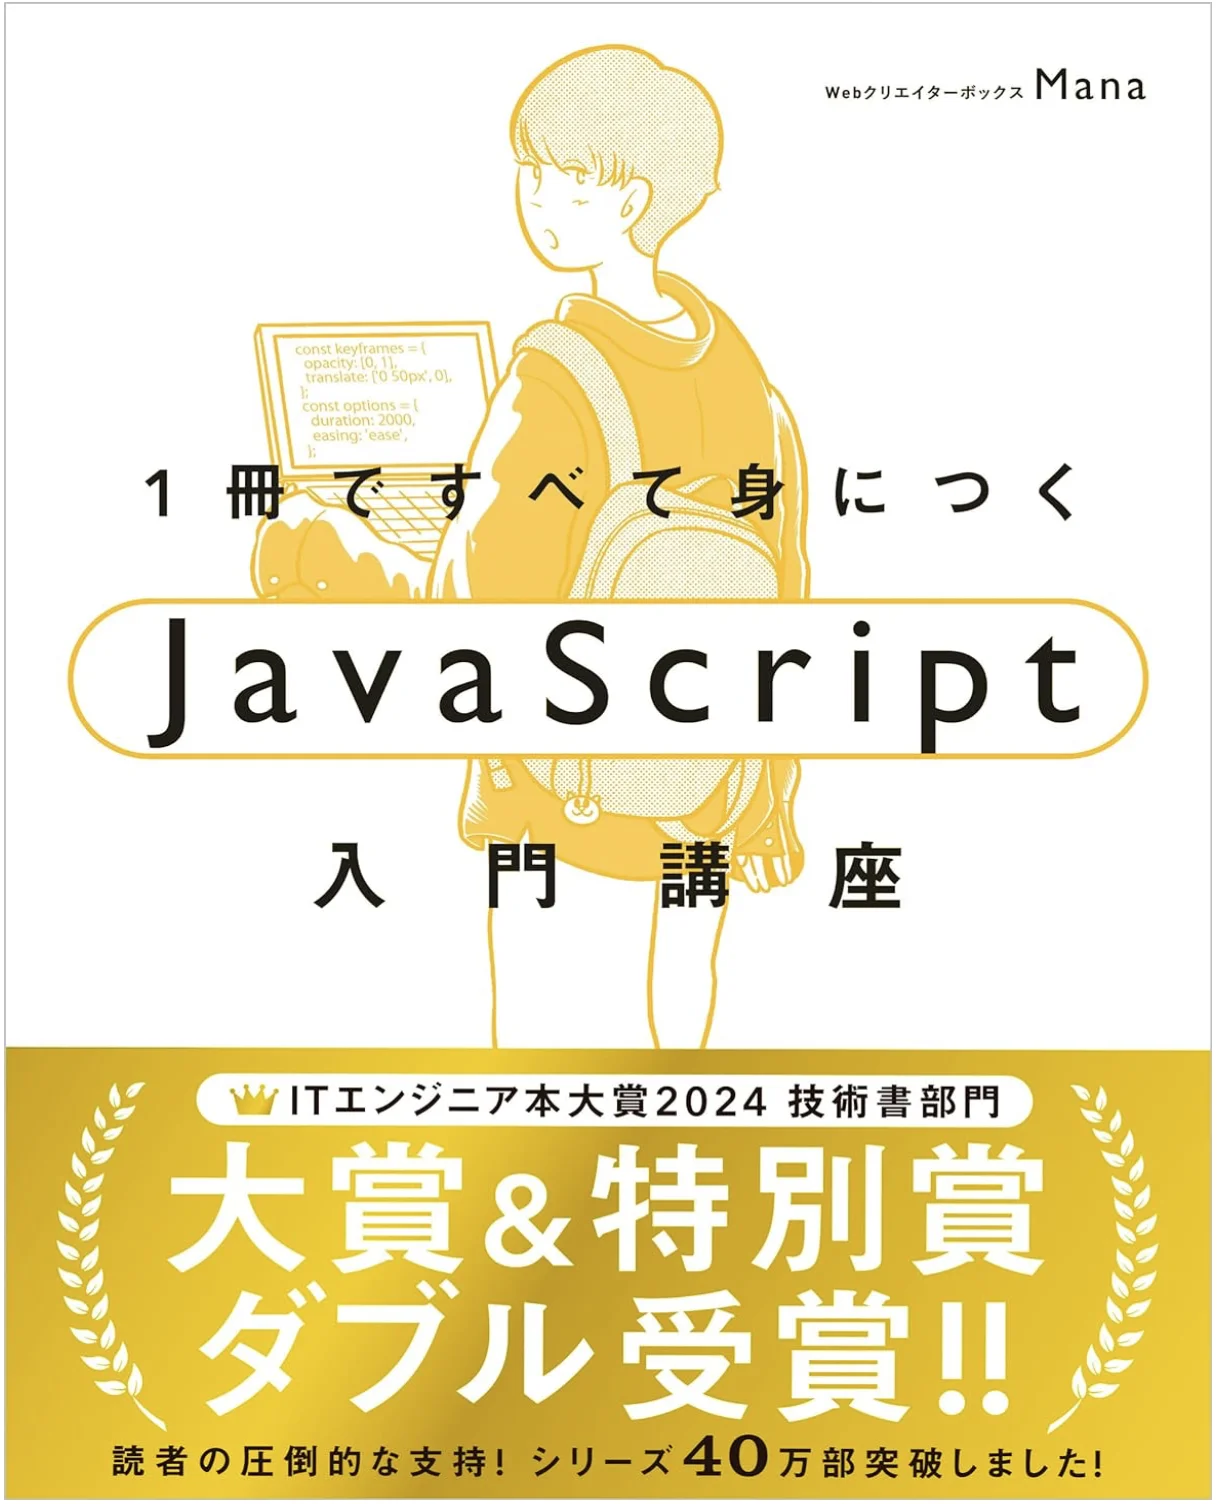 Webクリエイターボックス Mana
const keyframes = {
opacity: [0, 1],
translate: ['0 50px', 0],
};
const options = {
duration: 2000,
easing: 'ease',
};
1冊ですべて身につく
JavaScript
入門講座
ITエンジニア本大賞2024 技術書部門
大賞&特別賞
ダブル受賞!!
読者の圧倒的な支持! シリーズ40万部突破しました!